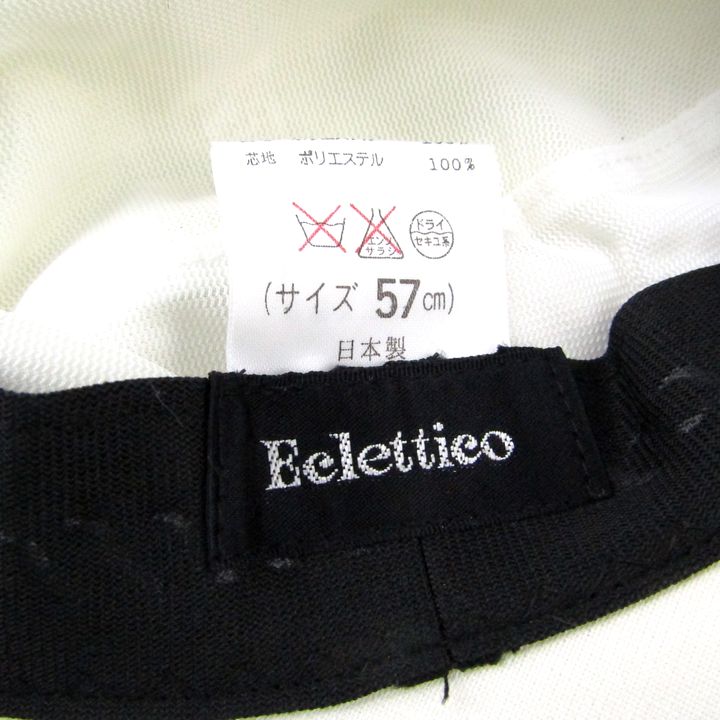 芯地 ポリエステル 100%
エンソ
サラシ
ドライ
セキユ系
(サイズ 57cm)
日本製
Eclettico